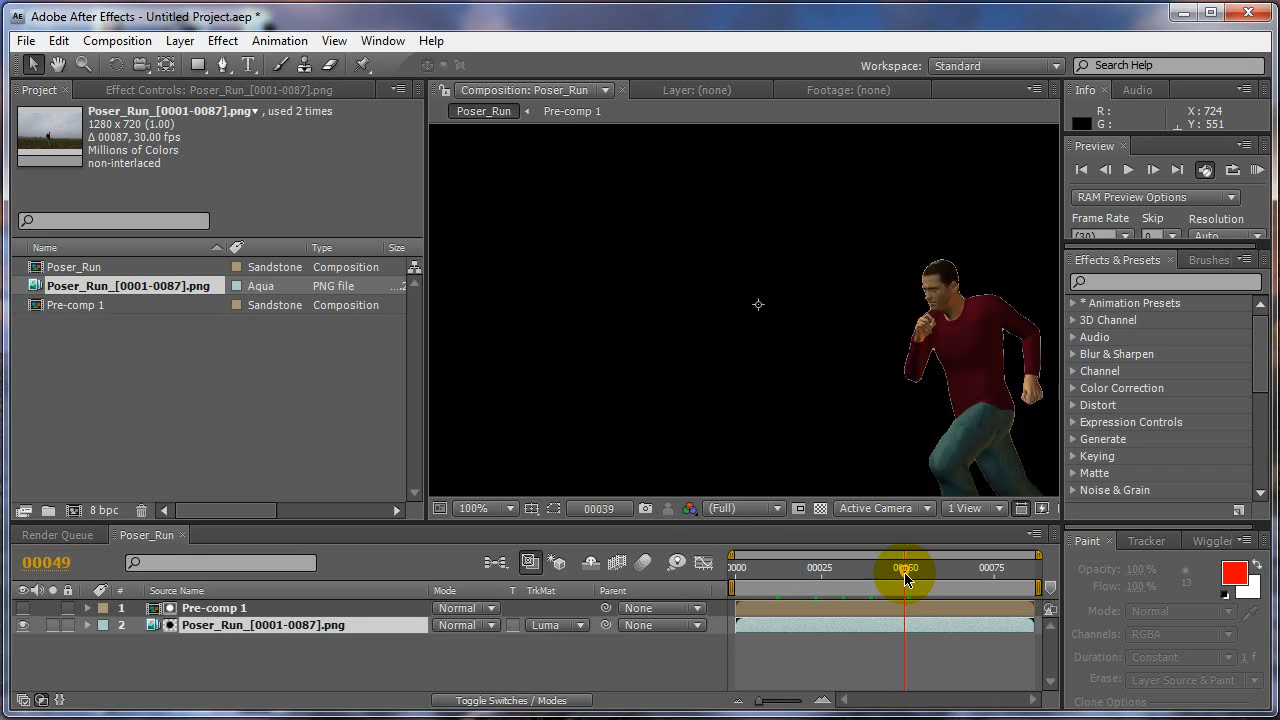 Adobe After Effects - Untitled Project.aep *
File Edit Composition Layer Effect Animation View Window Help
Workspace: Standard Search Help
Project Effect Controls: Poser_Run_[0001-0087].png
Poser_Run_[0001-0087].png , used 2 times
1280 x 720 (1.00)
Δ 00087, 30.00 fps
Millions of Colors
non-interlaced
Name Type Size
Poser_Run Sandstone Composition
Poser_Run_[0001-0087].png Aqua PNG file ....2
Pre-comp 1 Sandstone Composition
8 bpc
Composition: Poser_Run Layer: (none) Footage: (none)
Poser_Run Pre-comp 1
100% 00039 (Full) Active Camera 1 View
Info Audio
R: X: 724
G: Y: 551
Preview
RAM Preview Options
Frame Rate Skip Resolution
(30) 0 Auto
Effects & Presets Brushes
* Animation Presets
3D Channel
Audio
Blur & Sharpen
Channel
Color Correction
Distort
Expression Controls
Generate
Keying
Matte
Noise & Grain
Render Queue Poser_Run
00049
0000 00025 00050 00075
# Source Name Mode T TrkMat Parent
1 Pre-comp 1 Normal None
2 Poser_Run_[0001-0087].png Normal Luma None
Toggle Switches / Modes
Paint Tracker Wiggler
Opacity: 100 %
Flow: 100 % 13
Mode: Normal
Channels: RGBA
Duration: Constant 1 f
Erase: Layer Source & Paint
Clone Options